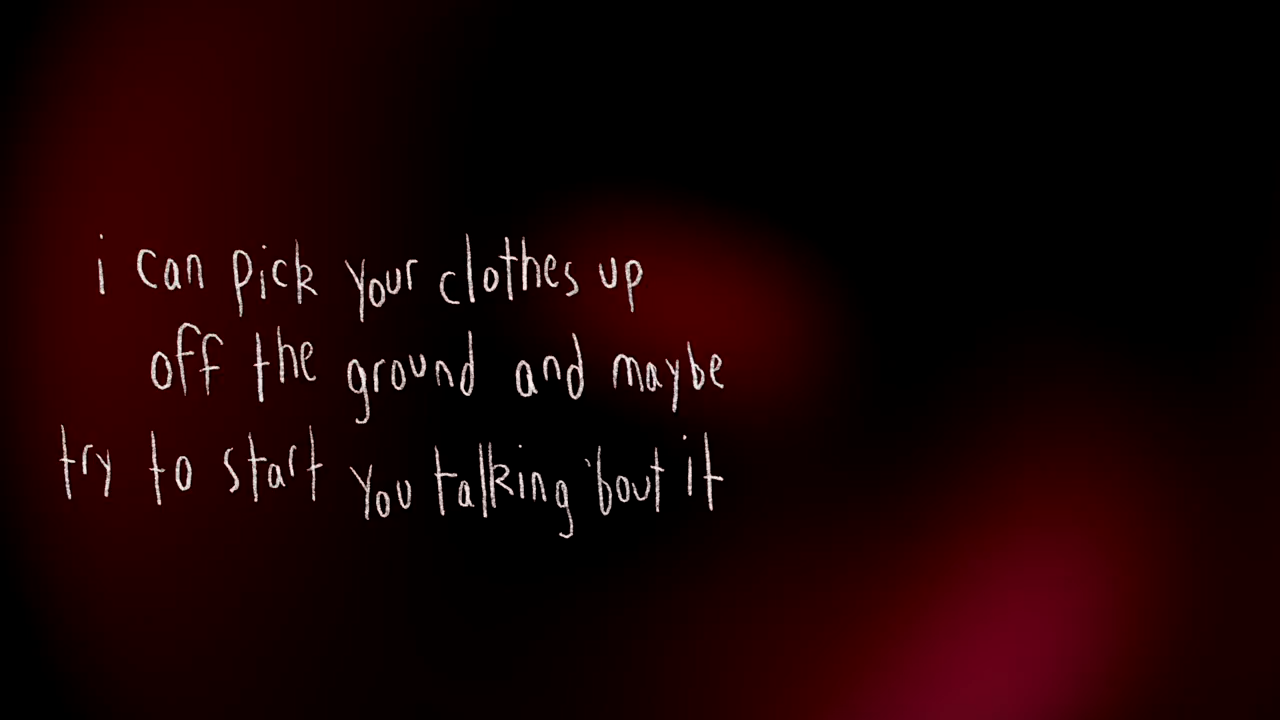 i can pick your clothes up
off the ground and maybe
try to start you talking 'bout it